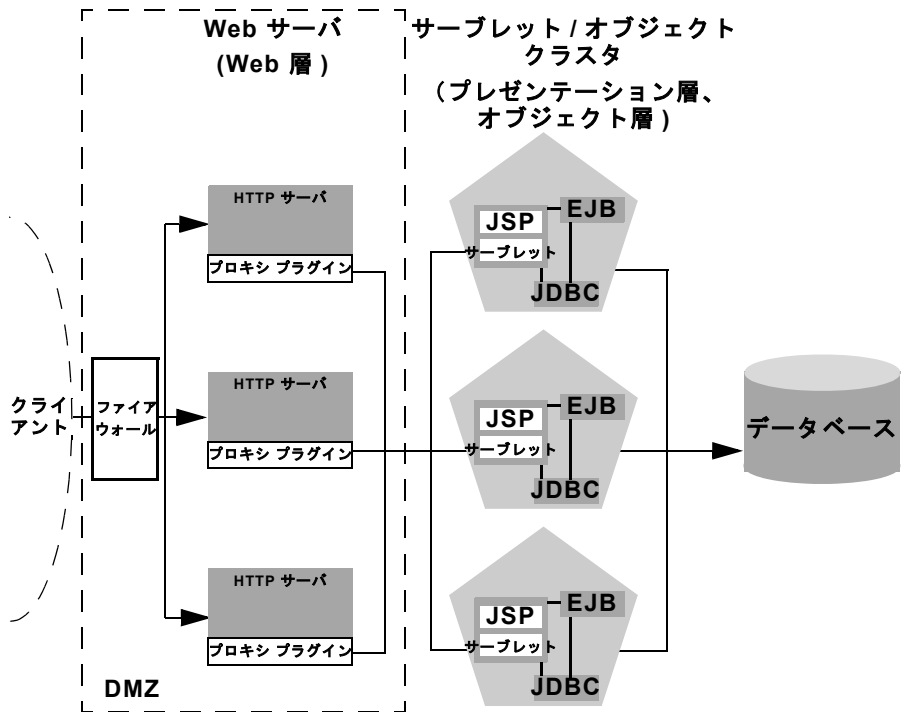 Web サーバ
(Web 層 )
サーブレット / オブジェクト
クラスタ
（プレゼンテーション層、
オブジェクト層 )
クライ
アント
ファイア
ウォール
HTTP サーバ
プロキシ プラグイン
HTTP サーバ
プロキシ プラグイン
HTTP サーバ
プロキシ プラグイン
DMZ
JSP
サーブレット
EJB
JDBC
JSP
サーブレット
EJB
JDBC
JSP
サーブレット
EJB
JDBC
データベース